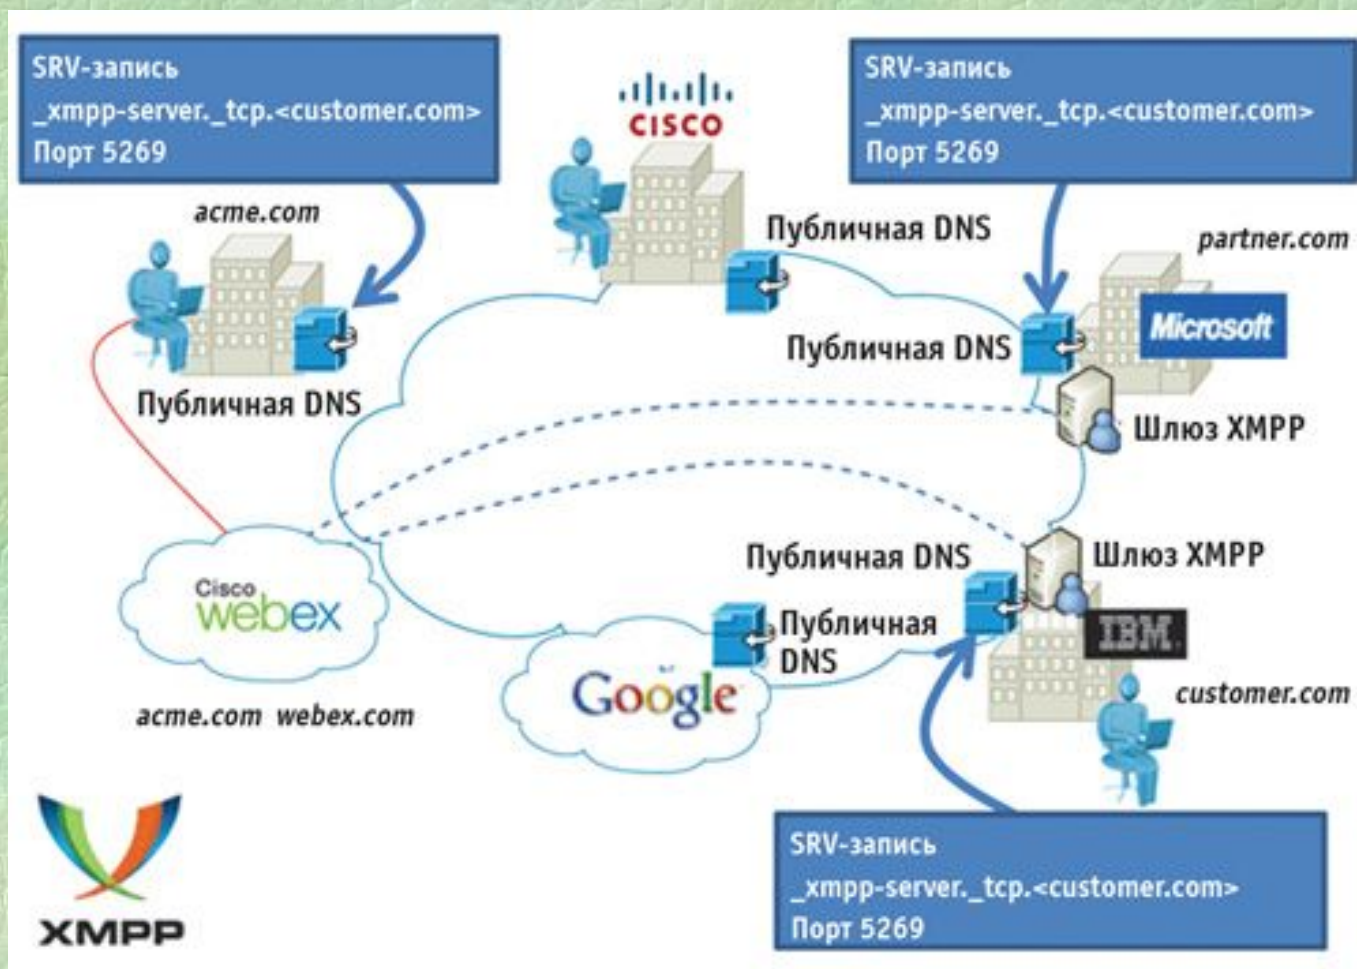 SRV-запись
_xmpp-server._tcp.<customer.com>
Порт 5269
SRV-запись
_xmpp-server._tcp.<customer.com>
Порт 5269
CISCO
acme.com
Публичная DNS
partner.com
Microsoft
Публичная DNS
Публичная DNS
Шлюз XMPP
Публичная DNS
Шлюз XMPP
Cisco
webex
Публичная
DNS
IBM
Google
customer.com
acme.com webex.com
SRV-запись
_xmpp-server._tcp.<customer.com>
Порт 5269
XMPP